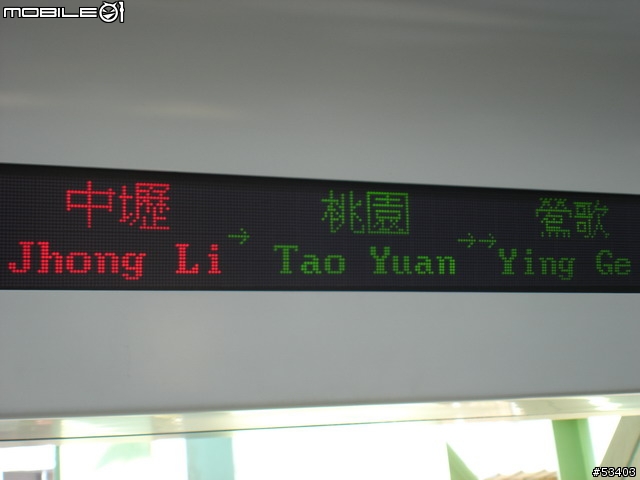 MOBILE01
中壢 → 桃園 →→ 鶯歌
Jhong Li Tao Yuan Ying Ge
#53403